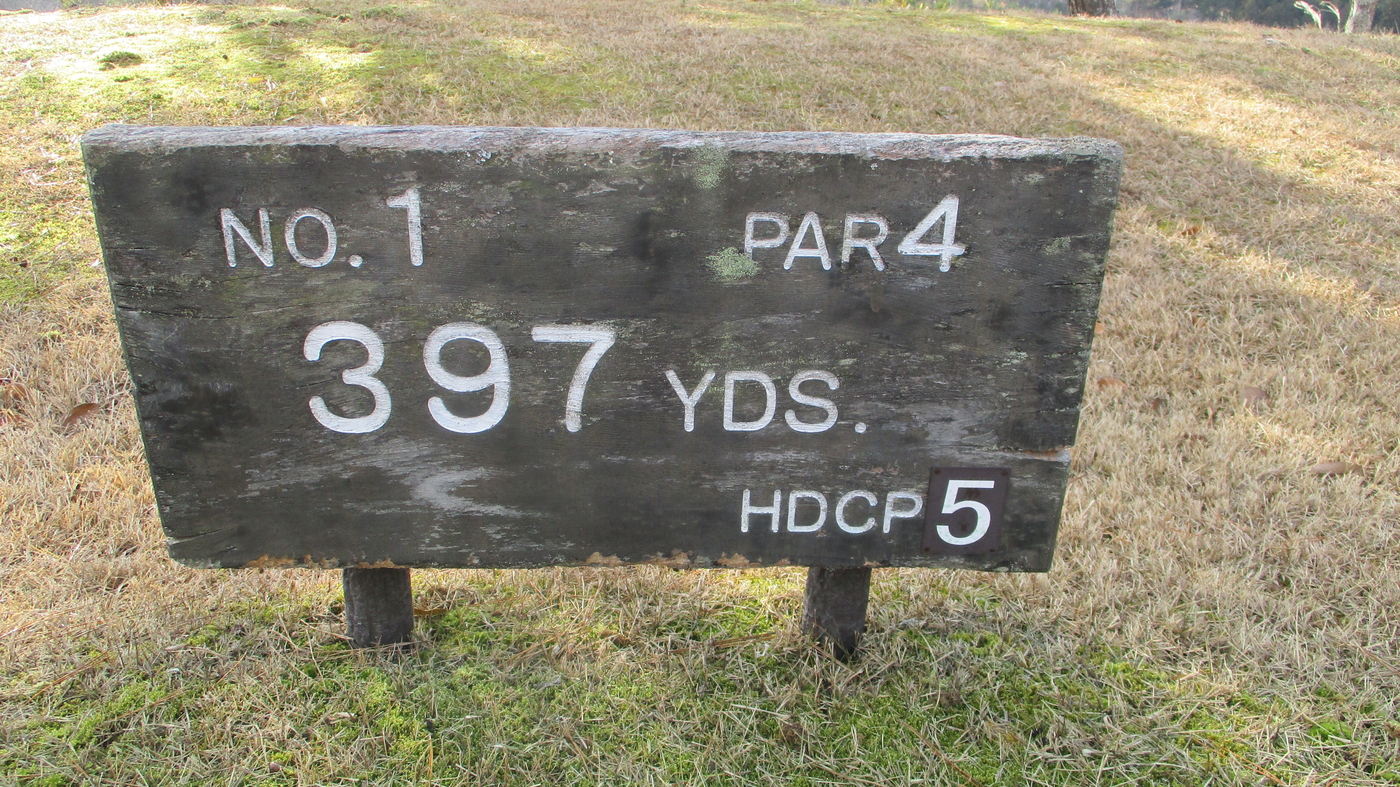 NO. 1 PAR 4
397 YDS.
HDCP 5